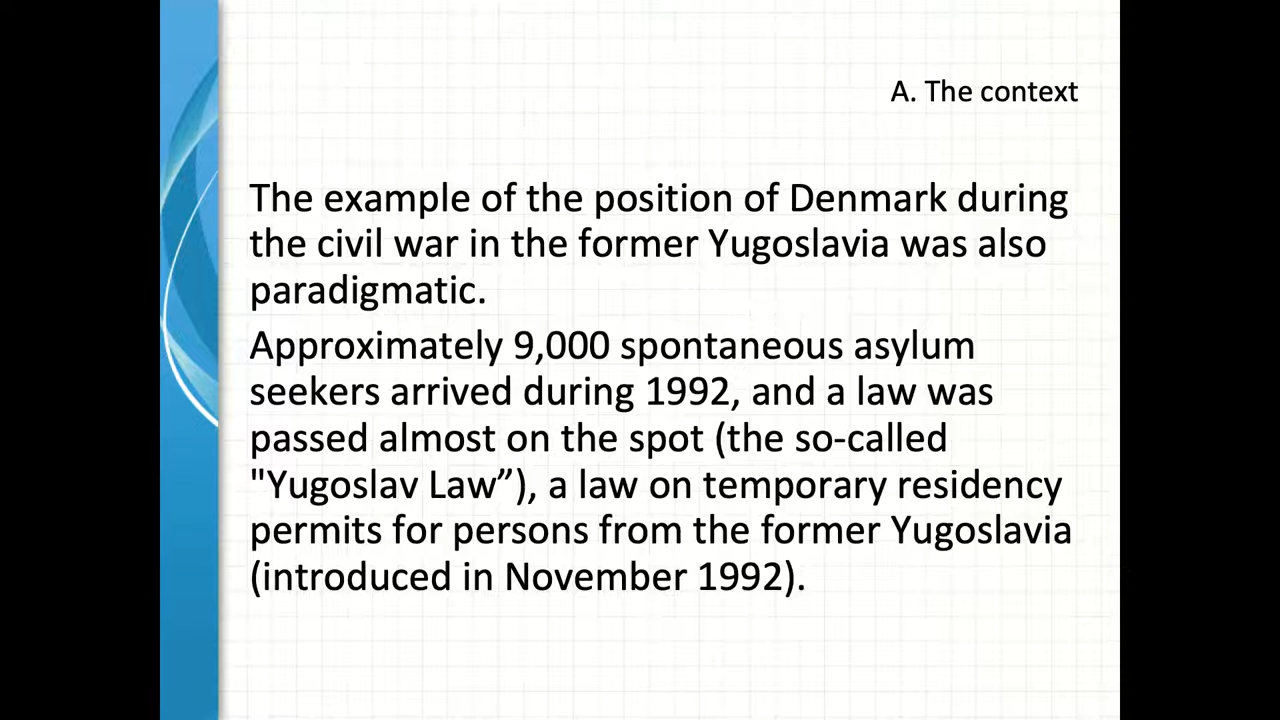 A. The context
The example of the position of Denmark during
the civil war in the former Yugoslavia was also
paradigmatic.
Approximately 9,000 spontaneous asylum
seekers arrived during 1992, and a law was
passed almost on the spot (the so-called
"Yugoslav Law”), a law on temporary residency
permits for persons from the former Yugoslavia
(introduced in November 1992).